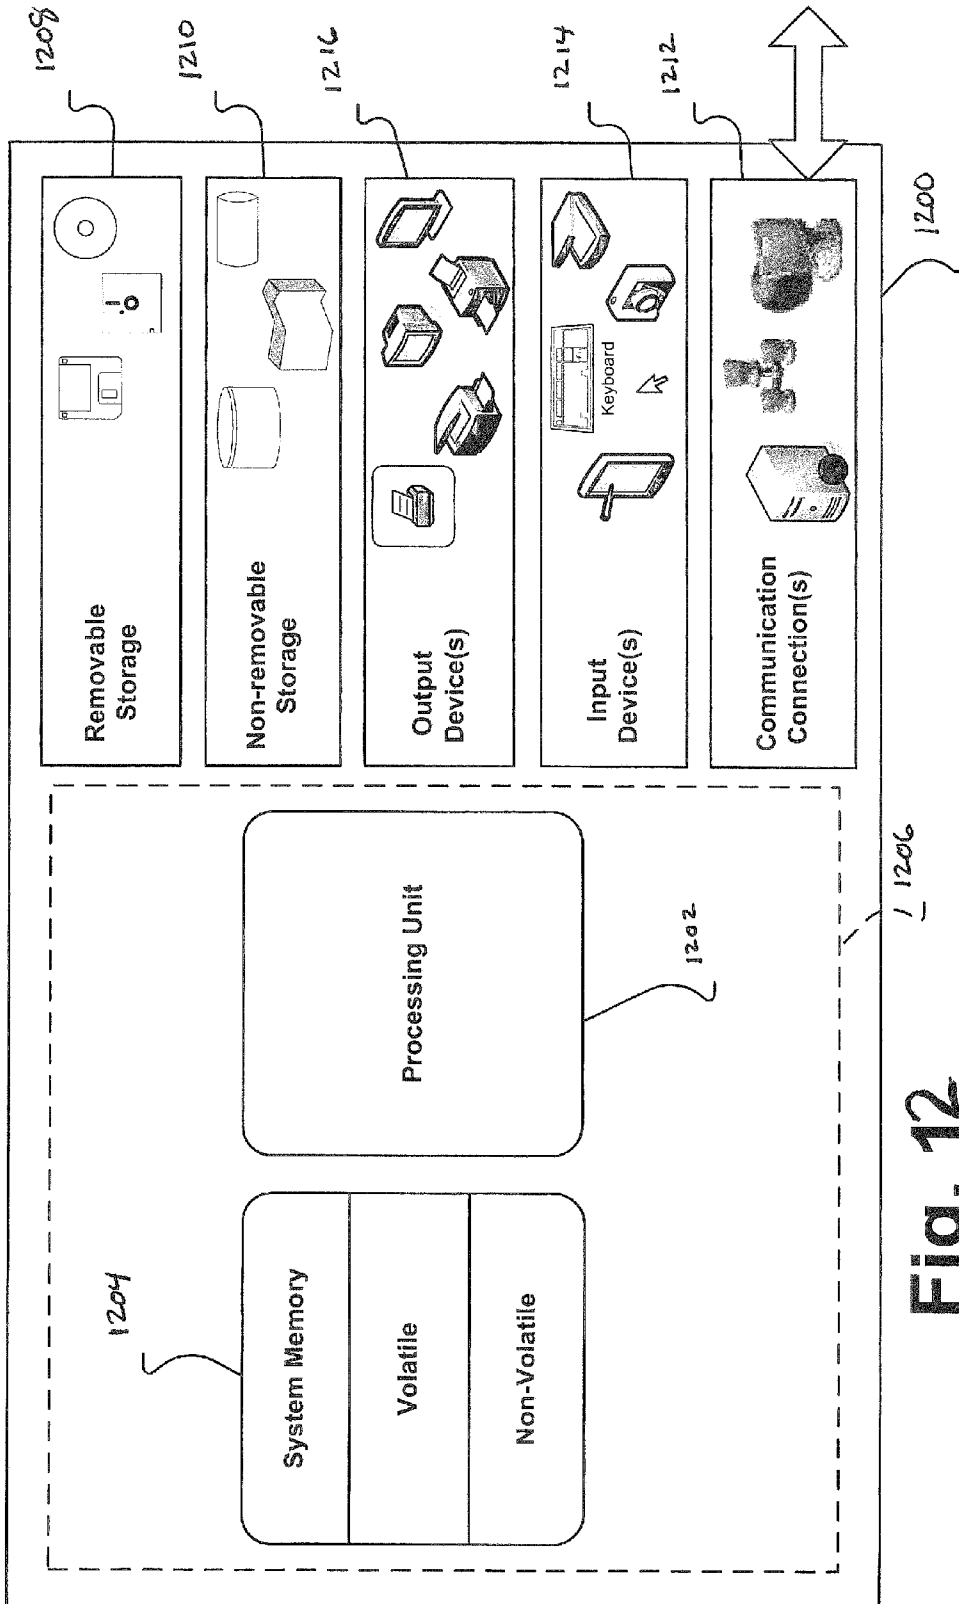 1204
System Memory
Volatile
Non-Volatile
Processing Unit
1202
1206
Removable
Storage
1208
Non-removable
Storage
1210
Output
Device(s)
1216
Input
Device(s)
Keyboard
1214
Communication
Connection(s)
1212
1200
Fig. 12